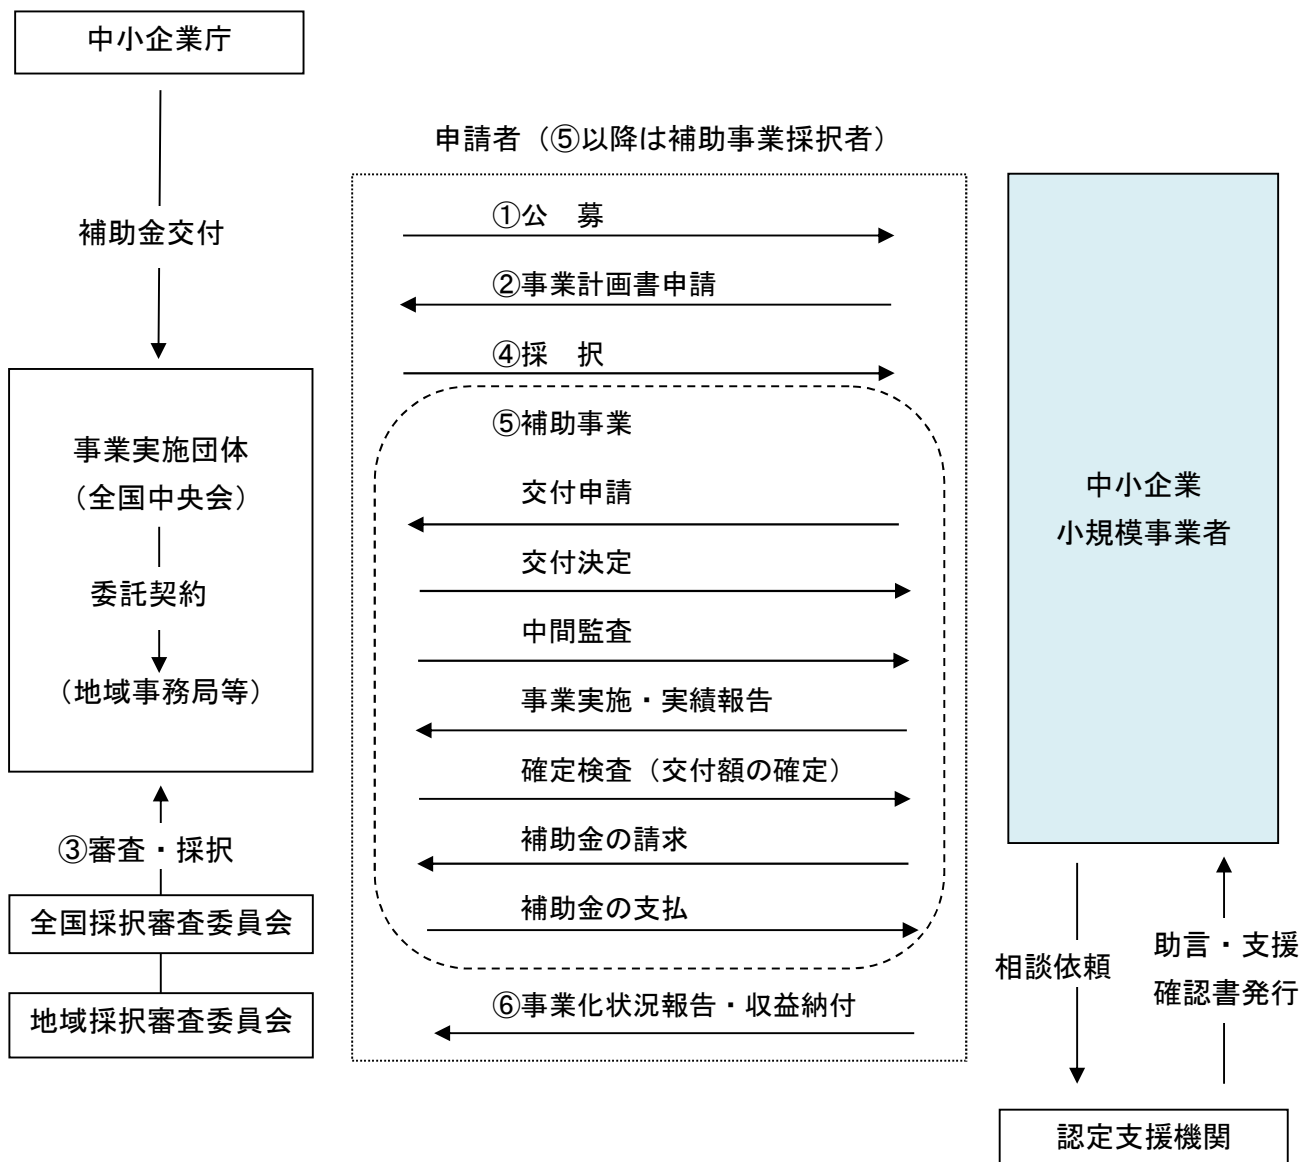 中小企業庁
補助金交付
事業実施団体
（全国中央会）
委託契約
（地域事務局等）
③審査・採択
全国採択審査委員会
地域採択審査委員会
申請者（⑤以降は補助事業採択者）
①公　募
②事業計画書申請
④採　択
⑤補助事業
交付申請
交付決定
中間監査
事業実施・実績報告
確定検査（交付額の確定）
補助金の請求
補助金の支払
⑥事業化状況報告・収益納付
中小企業
小規模事業者
相談依頼
助言・支援
確認書発行
認定支援機関